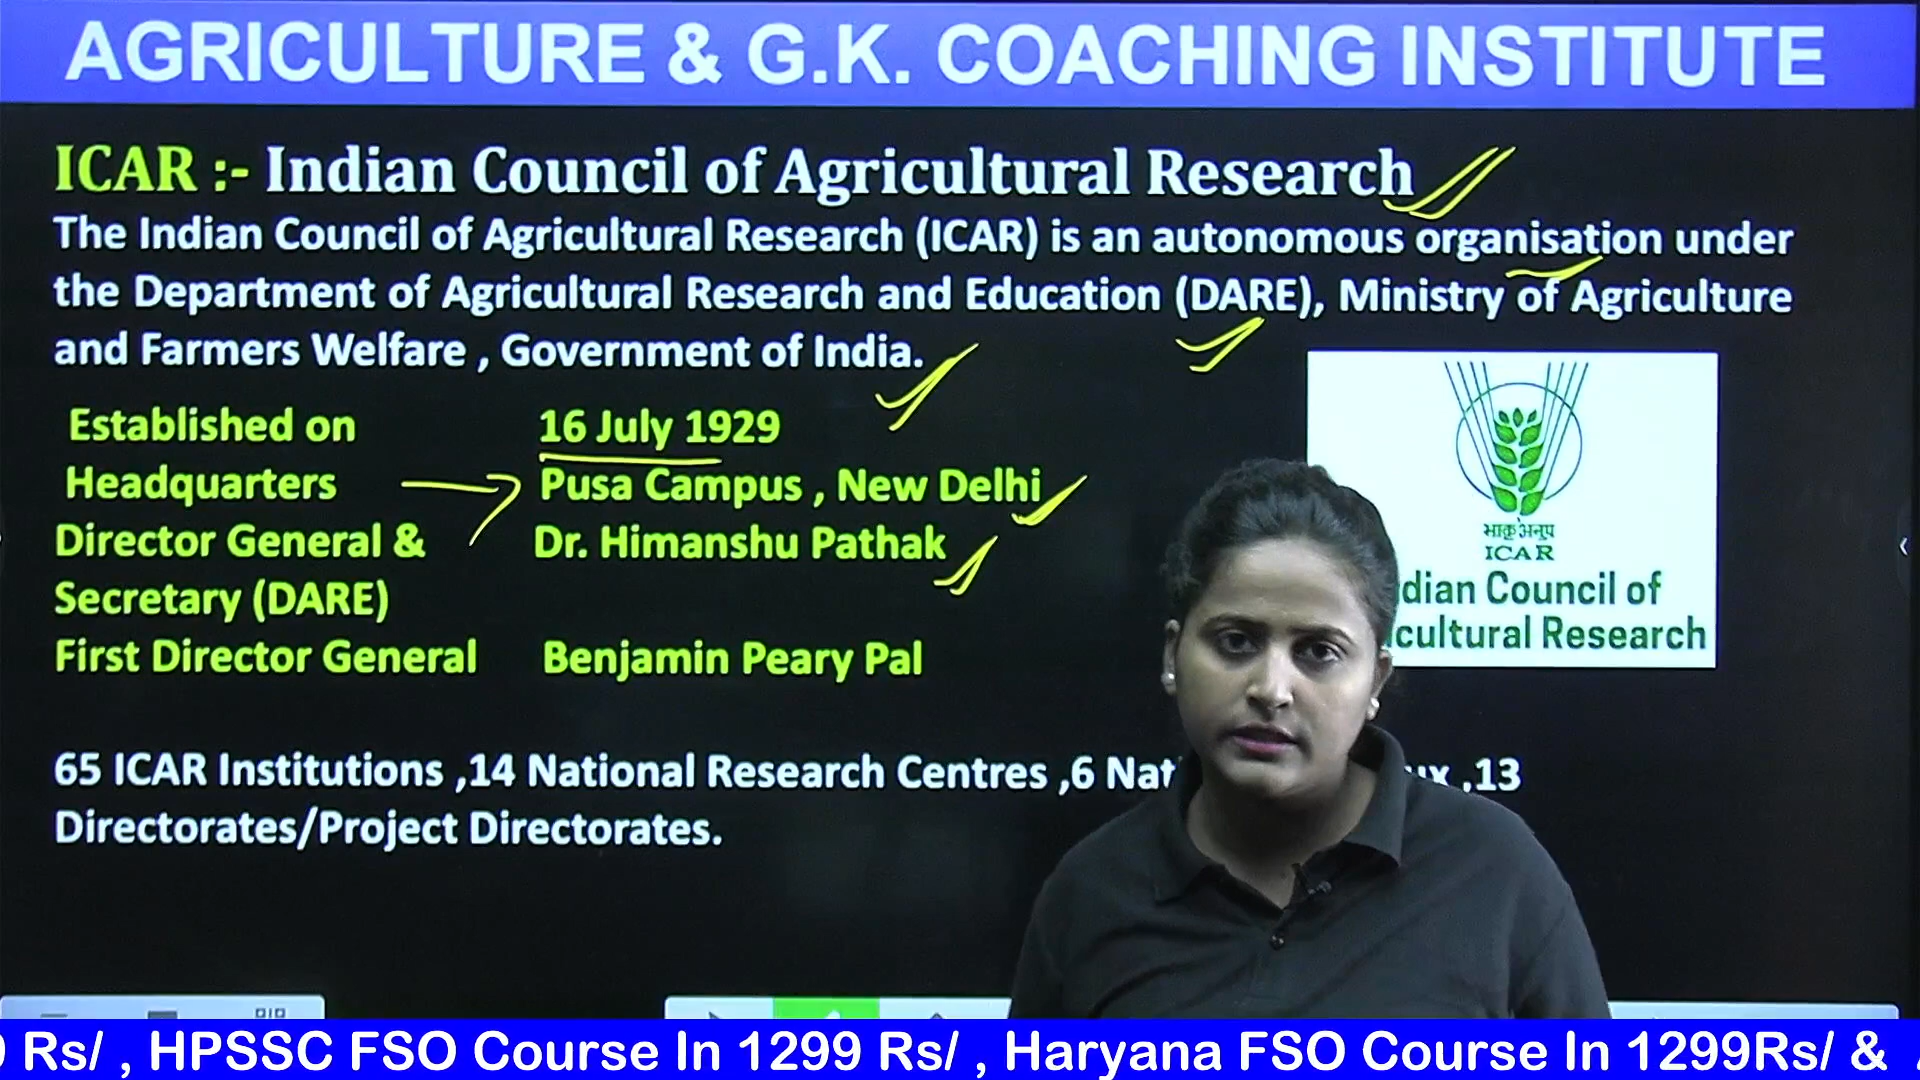 AGRICULTURE & G.K. COACHING INSTITUTE
ICAR :- Indian Council of Agricultural Research
The Indian Council of Agricultural Research (ICAR) is an autonomous organisation under
the Department of Agricultural Research and Education (DARE), Ministry of Agriculture
and Farmers Welfare , Government of India.
Established on 16 July 1929
Headquarters Pusa Campus , New Delhi
Director General & Dr. Himanshu Pathak
Secretary (DARE)
First Director General Benjamin Peary Pal
भाकृअनुप
ICAR
ndian Council of
cultural Research
65 ICAR Institutions ,14 National Research Centres ,6 Nat ux ,13
Directorates/Project Directorates.
0 Rs/ , HPSSC FSO Course In 1299 Rs/ , Haryana FSO Course In 1299Rs/ &